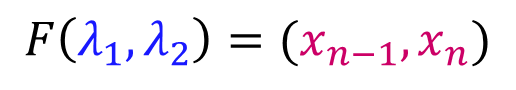 F(λ₁, λ₂) = (xₙ₋₁, xₙ)